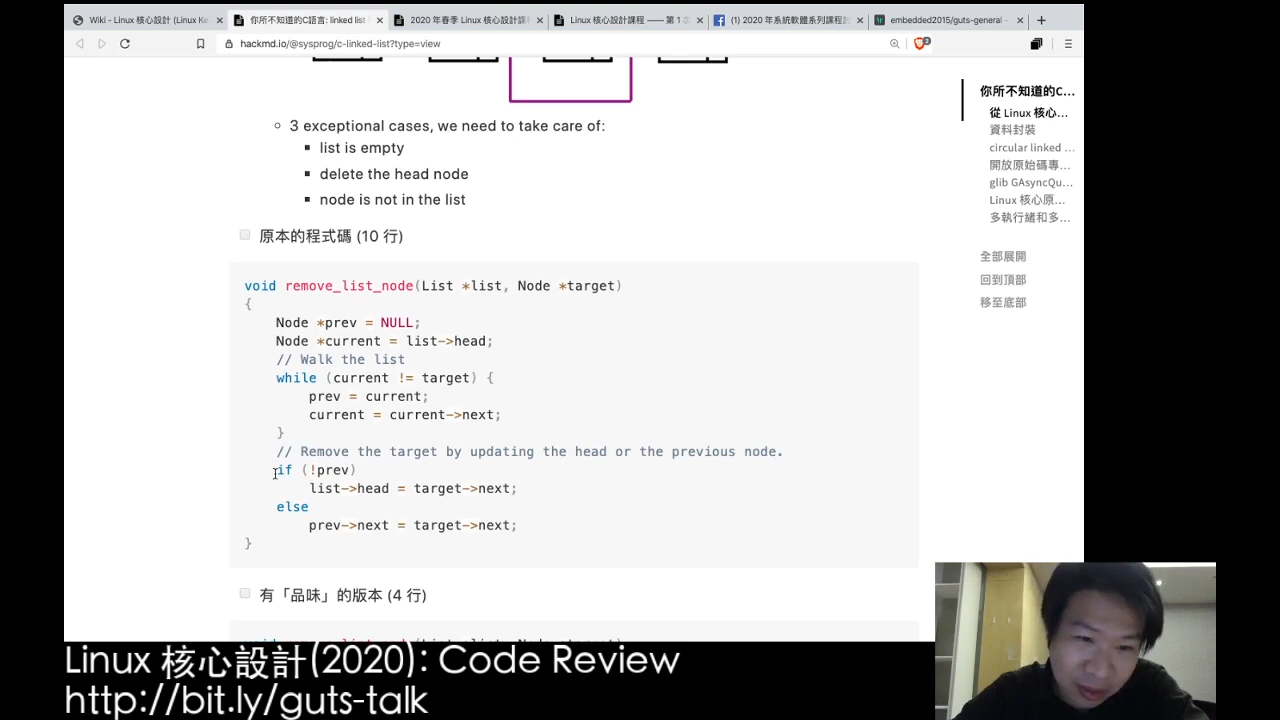 Wiki - Linux 核心設計 (Linux Ke
你所不知道的C語言: linked list
2020 年春季 Linux 核心設計課程
Linux 核心設計課程 —— 第 1 次
(1) 2020 年系統軟體系列課程
embedded2015/guts-general -
hackmd.io/@sysprog/c-linked-list?type=view
你所不知道的C...
3 exceptional cases, we need to take care of:
從 Linux 核心...
資料封裝
list is empty
circular linked ...
開放原始碼專...
delete the head node
glib GAsyncQu...
node is not in the list
Linux 核心原...
多執行緒和多...
原本的程式碼 (10 行)
全部展開
回到頂部
移至底部
void remove_list_node(List *list, Node *target)
{
Node *prev = NULL;
Node *current = list->head;
// Walk the list
while (current != target) {
prev = current;
current = current->next;
}
// Remove the target by updating the head or the previous node.
if (!prev)
list->head = target->next;
else
prev->next = target->next;
}
有「品味」的版本 (4 行)
Linux 核心設計(2020): Code Review
http://bit.ly/guts-talk